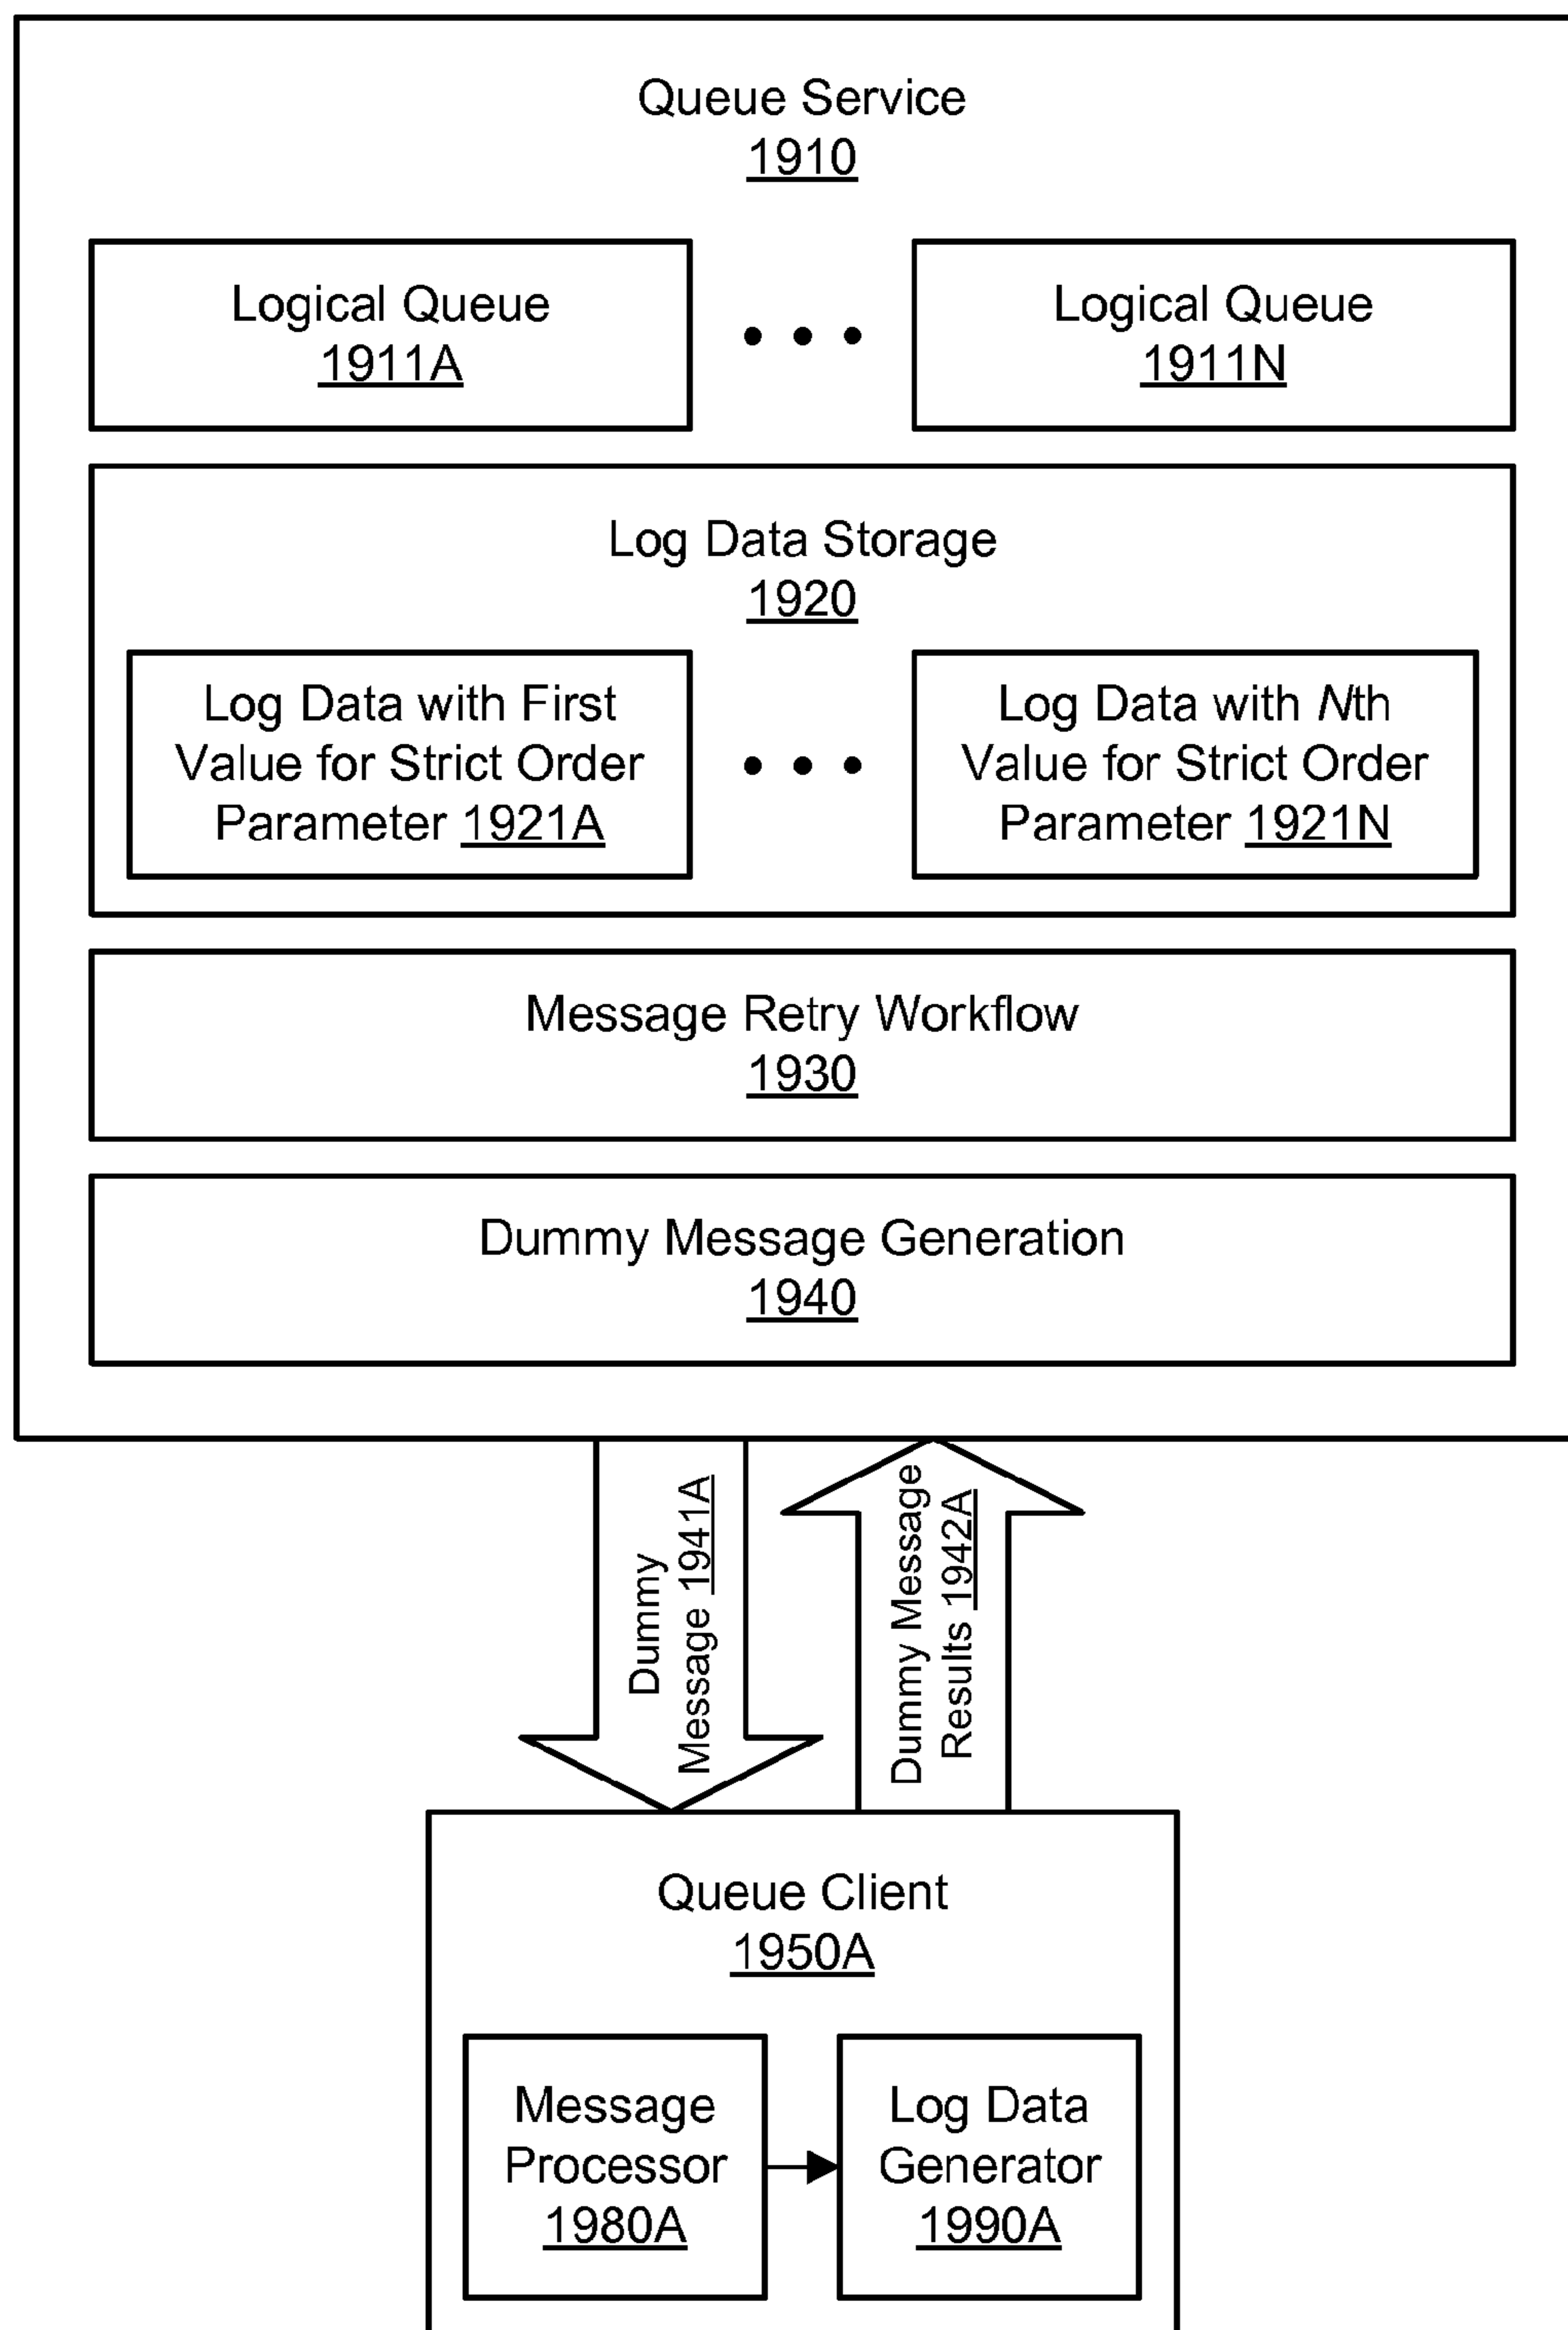 Queue Service
1910
Logical Queue
1911A
Logical Queue
1911N
Log Data Storage
1920
Log Data with First
Value for Strict Order
Parameter 1921A
Log Data with Nth
Value for Strict Order
Parameter 1921N
Message Retry Workflow
1930
Dummy Message Generation
1940
Dummy
Message 1941A
Dummy Message
Results 1942A
Queue Client
1950A
Message
Processor
1980A
Log Data
Generator
1990A